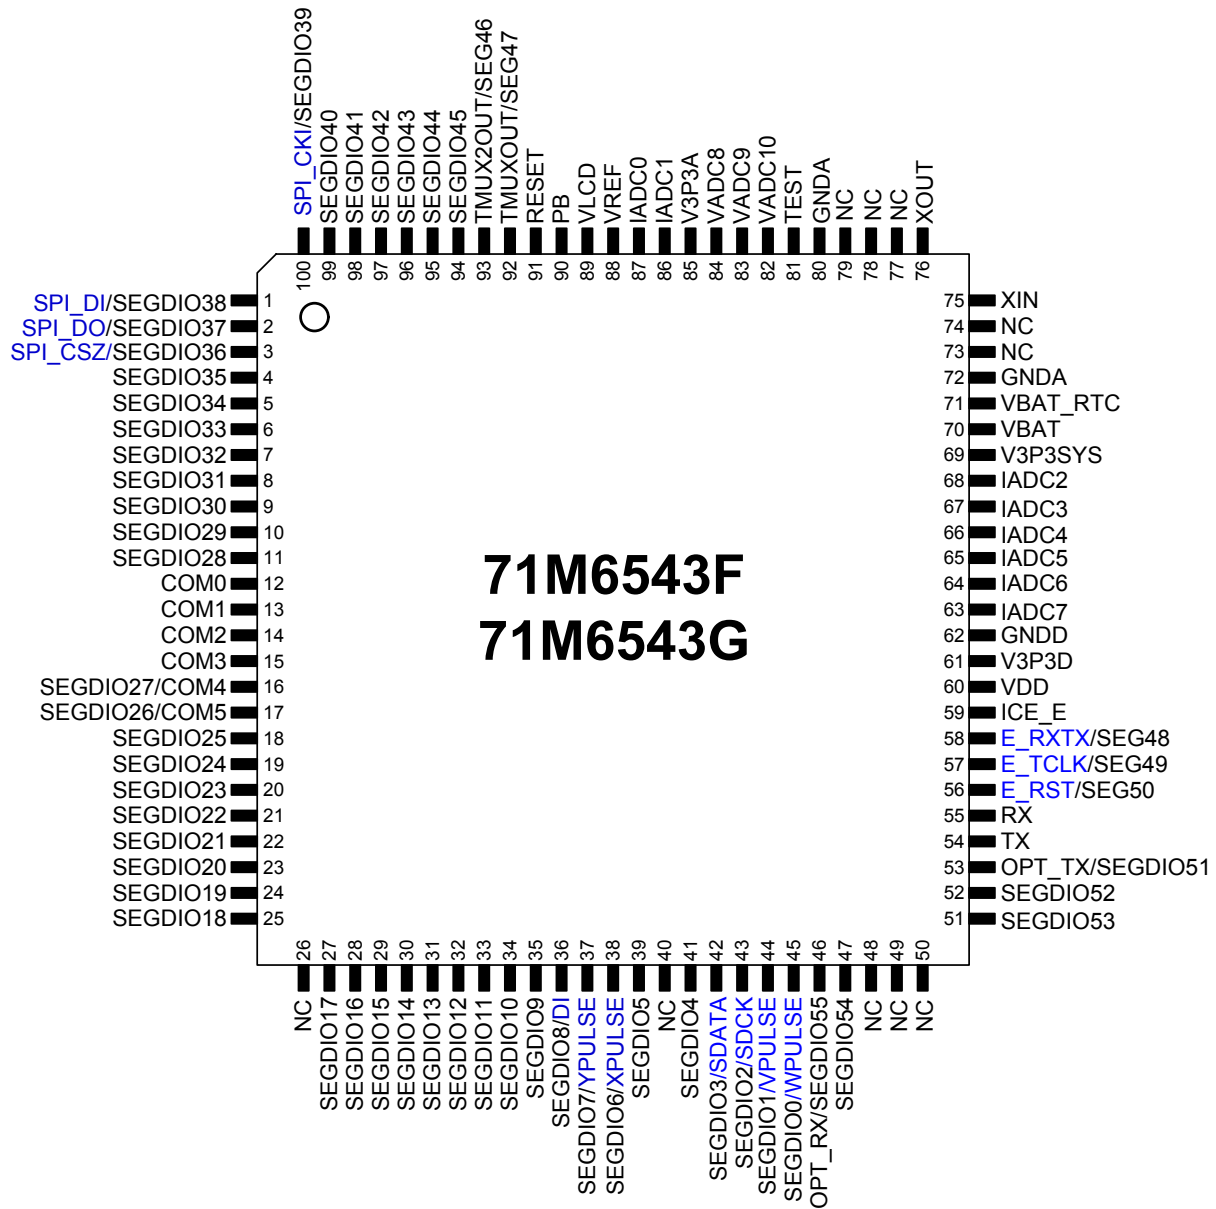 SPI_CKI/SEGDIO39
SEGDIO40
SEGDIO41
SEGDIO42
SEGDIO43
SEGDIO44
SEGDIO45
TMUX2OUT/SEG46
TMUXOUT/SEG47
RESET
PB
VLCD
VREF
IADC0
IADC1
V3P3A
VADC8
VADC9
VADC10
TEST
GNDA
NC
NC
NC
XOUT
100
99
98
97
96
95
94
93
92
91
90
89
88
87
86
85
84
83
82
81
80
79
78
77
76
SPI_DI/SEGDIO38 1
SPI_DO/SEGDIO37 2
SPI_CSZ/SEGDIO36 3
SEGDIO35 4
SEGDIO34 5
SEGDIO33 6
SEGDIO32 7
SEGDIO31 8
SEGDIO30 9
SEGDIO29 10
SEGDIO28 11
COM0 12
COM1 13
COM2 14
COM3 15
SEGDIO27/COM4 16
SEGDIO26/COM5 17
SEGDIO25 18
SEGDIO24 19
SEGDIO23 20
SEGDIO22 21
SEGDIO21 22
SEGDIO20 23
SEGDIO19 24
SEGDIO18 25
71M6543F
71M6543G
75 XIN
74 NC
73 NC
72 GNDA
71 VBAT_RTC
70 VBAT
69 V3P3SYS
68 IADC2
67 IADC3
66 IADC4
65 IADC5
64 IADC6
63 IADC7
62 GNDD
61 V3P3D
60 VDD
59 ICE_E
58 E_RXTX/SEG48
57 E_TCLK/SEG49
56 E_RST/SEG50
55 RX
54 TX
53 OPT_TX/SEGDIO51
52 SEGDIO52
51 SEGDIO53
26
27
28
29
30
31
32
33
34
35
36
37
38
39
40
41
42
43
44
45
46
47
48
49
50
NC
SEGDIO17
SEGDIO16
SEGDIO15
SEGDIO14
SEGDIO13
SEGDIO12
SEGDIO11
SEGDIO10
SEGDIO9
SEGDIO8/DI
SEGDIO7/YPULSE
SEGDIO6/XPULSE
SEGDIO5
NC
SEGDIO4
SEGDIO3/SDATA
SEGDIO2/SDCK
SEGDIO1/VPULSE
SEGDIO0/WPULSE
OPT_RX/SEGDIO55
SEGDIO54
NC
NC
NC